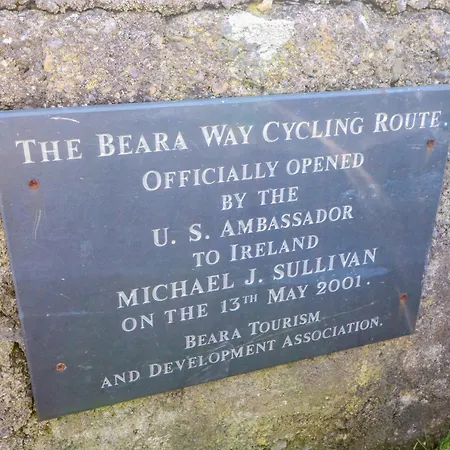 THE BEARA WAY CYCLING ROUTE.
OFFICIALLY OPENED
BY THE
U. S. AMBASSADOR
TO IRELAND
MICHAEL J. SULLIVAN
ON THE 13TH MAY 2001.
BEARA TOURISM
AND DEVELOPMENT ASSOCIATION.